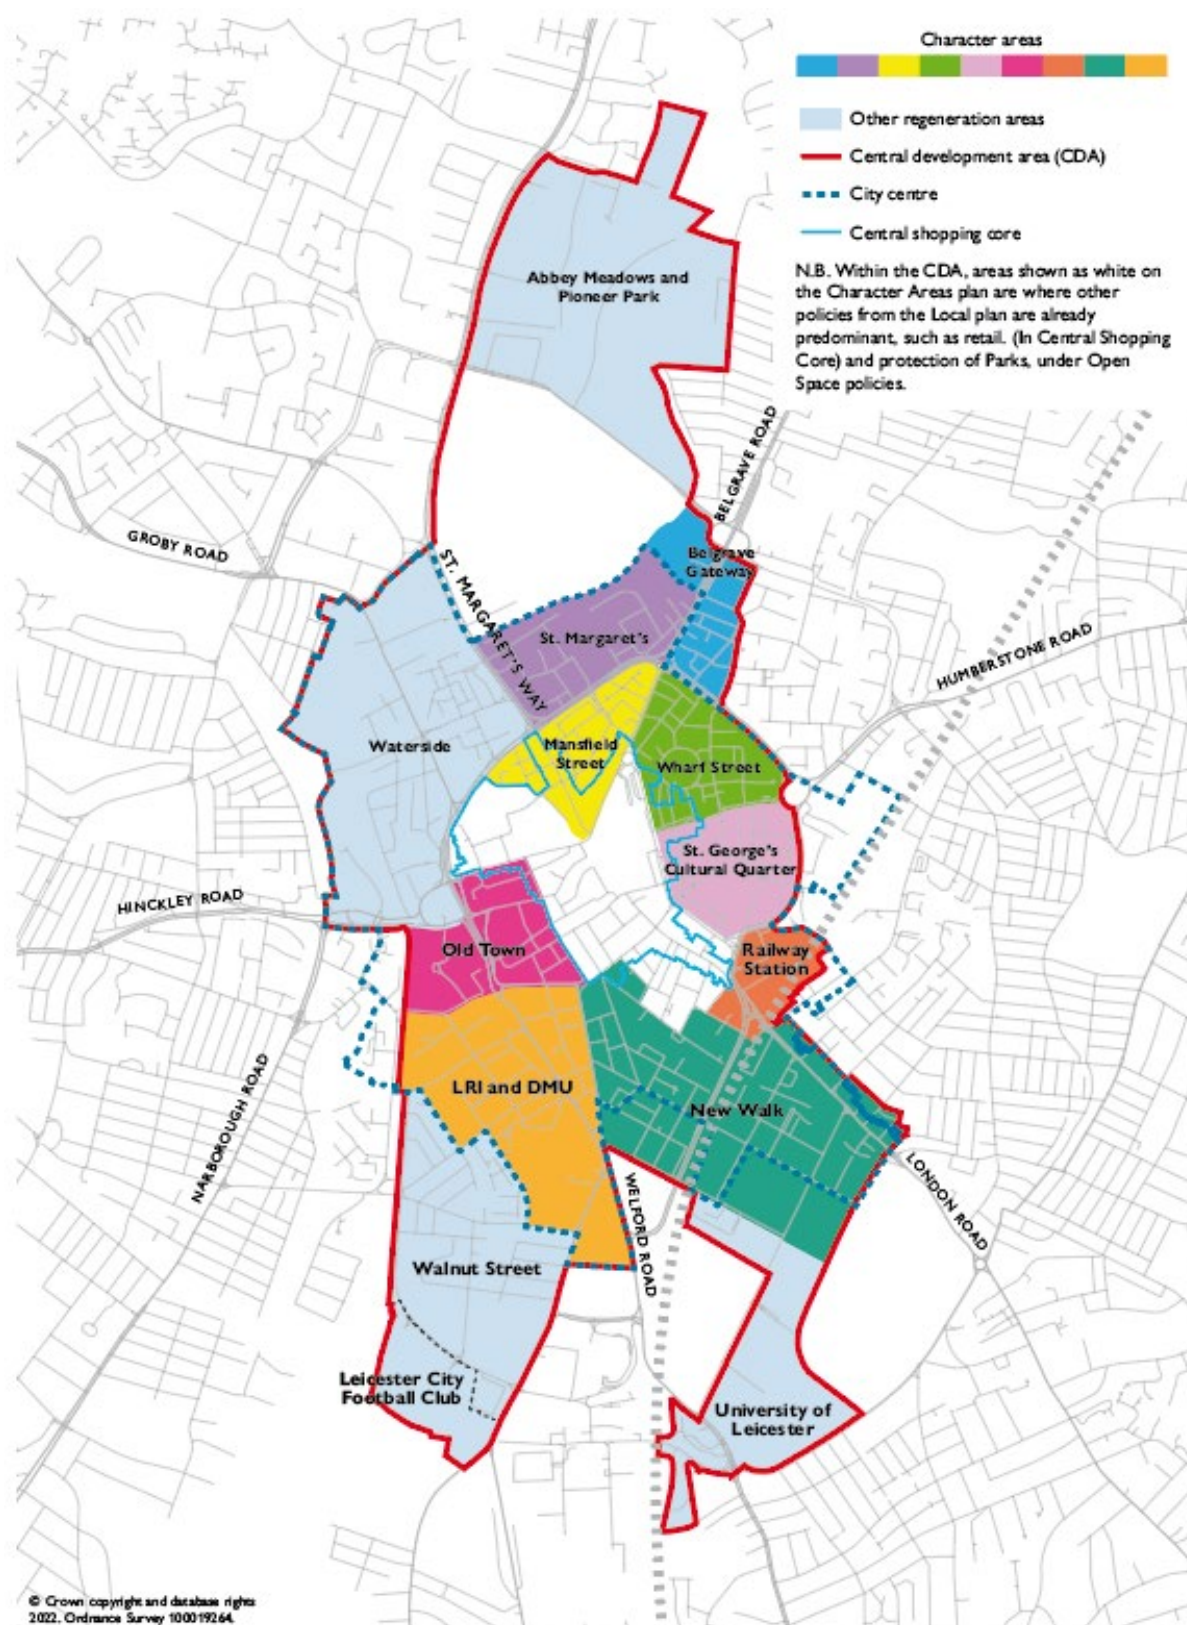 Character areas
Other regeneration areas
Central development area (CDA)
City centre
Central shopping core
N.B. Within the CDA, areas shown as white on
the Character Areas plan are where other
policies from the Local plan are already
predominant, such as retail. (In Central Shopping
Core) and protection of Parks, under Open
Space policies.
Abbey Meadows and
Pioneer Park
BELGRAVE ROAD
GROBY ROAD
ST. MARGARET'S WAY
Belgrave
Gateway
St. Margaret's
HUMBERSTONE ROAD
Waterside
Mansfield
Street
Wharf Street
St. George's
Cultural Quarter
HINCKLEY ROAD
Old Town
Railway
Station
NARBOROUGH ROAD
LRI and DMU
New Walk
WELFORD ROAD
LONDON ROAD
Walnut Street
Leicester City
Football Club
University of
Leicester
© Crown copyright and database rights
2022. Ordnance Survey 100019264.